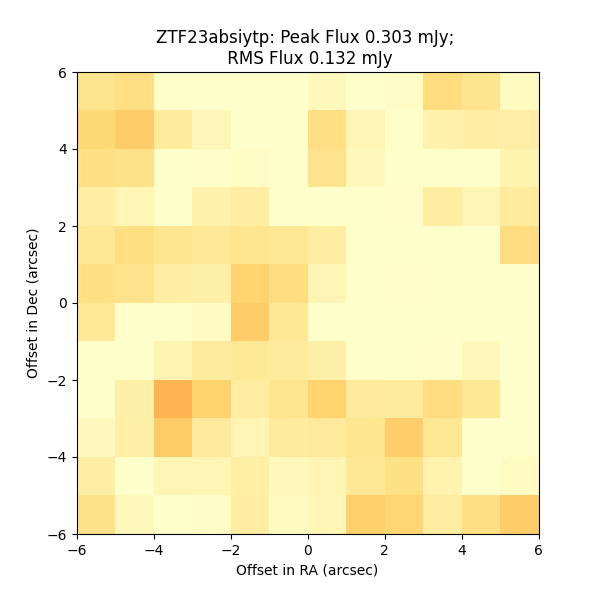 ZTF23absiytp: Peak Flux 0.303 mJy;
RMS Flux 0.132 mJy
6
4
2
0
−2
−4
−6
Offset in Dec (arcsec)
−6 −4 −2 0 2 4 6
Offset in RA (arcsec)